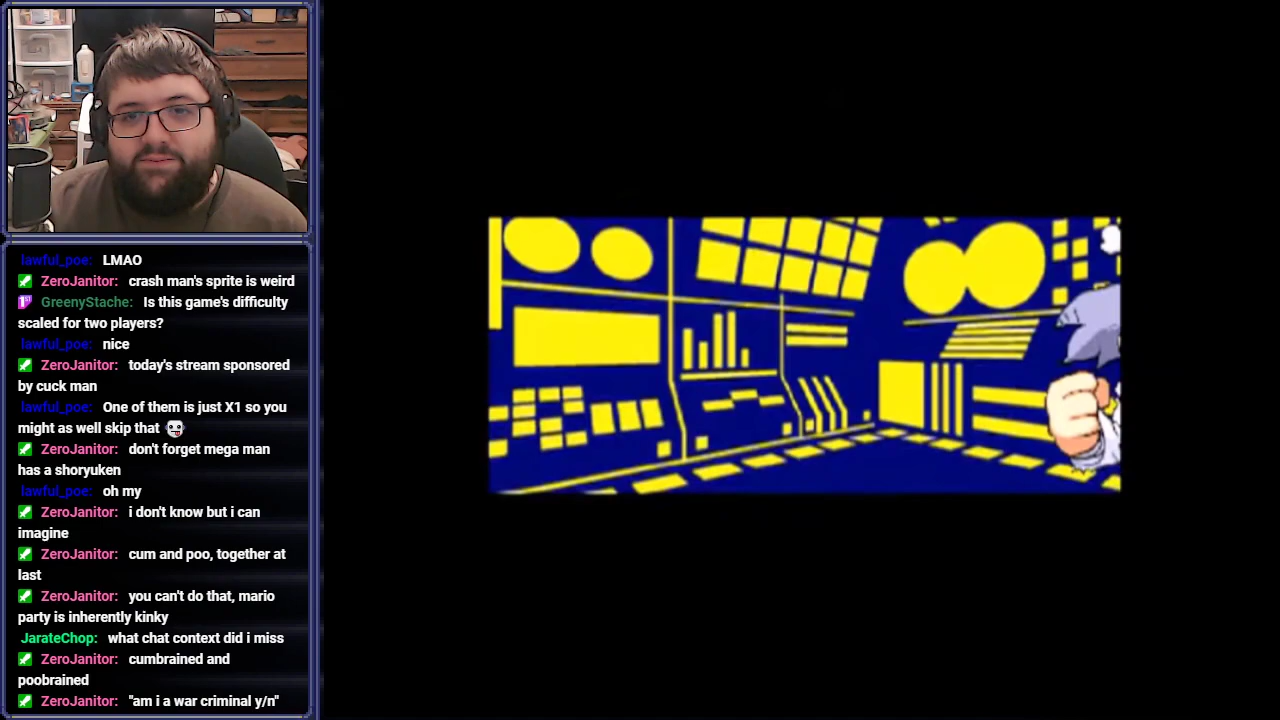 lawful_poe: LMAO
ZeroJanitor: crash man's sprite is weird
1ST GreenyStache: Is this game's difficulty
scaled for two players?
lawful_poe: nice
ZeroJanitor: today's stream sponsored
by cuck man
lawful_poe: One of them is just X1 so you
might as well skip that
ZeroJanitor: don't forget mega man
has a shoryuken
lawful_poe: oh my
ZeroJanitor: i don't know but i can
imagine
ZeroJanitor: cum and poo, together at
last
ZeroJanitor: you can't do that, mario
party is inherently kinky
JarateChop: what chat context did i miss
ZeroJanitor: cumbrained and
poobrained
ZeroJanitor: "am i a war criminal y/n"